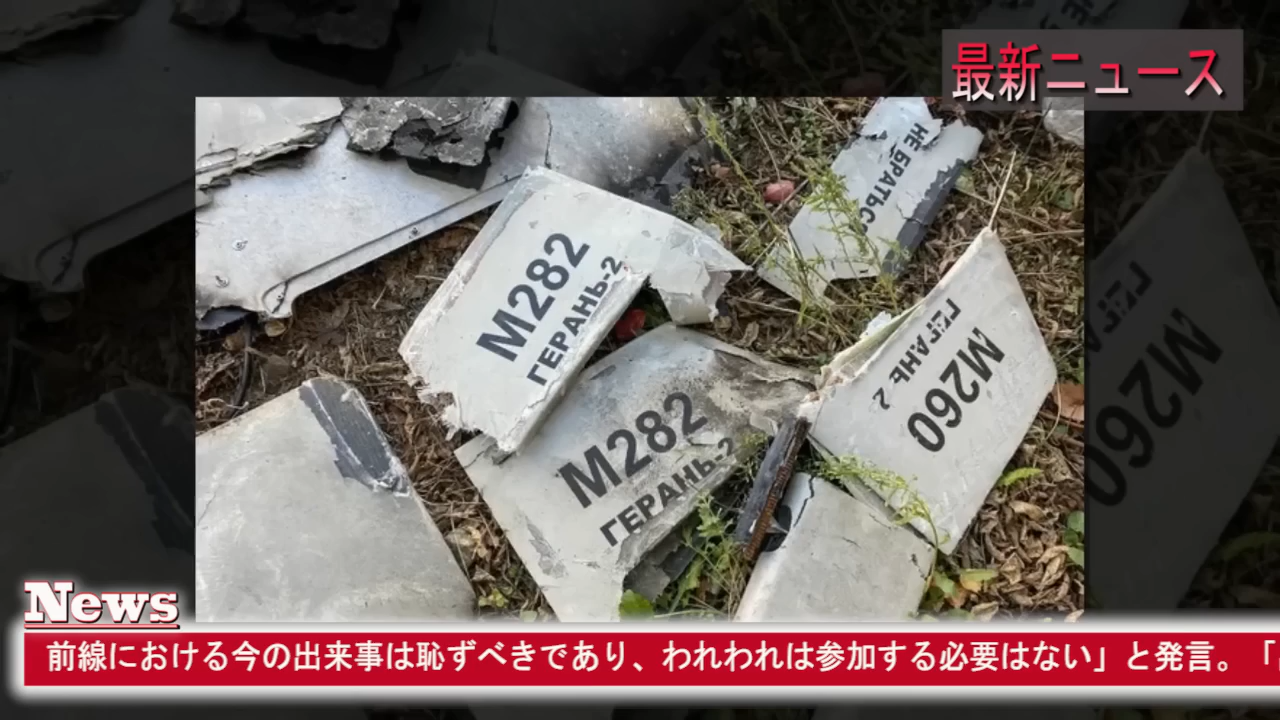 最新ニュース
НЕ БРАТЬС
М282
ГЕРАНЬ-2
М282
ГЕРАНЬ-2
ГЕРАНЬ 2
М260
News
前線における今の出来事は恥ずべきであり、われわれは参加する必要はない」と発言。「